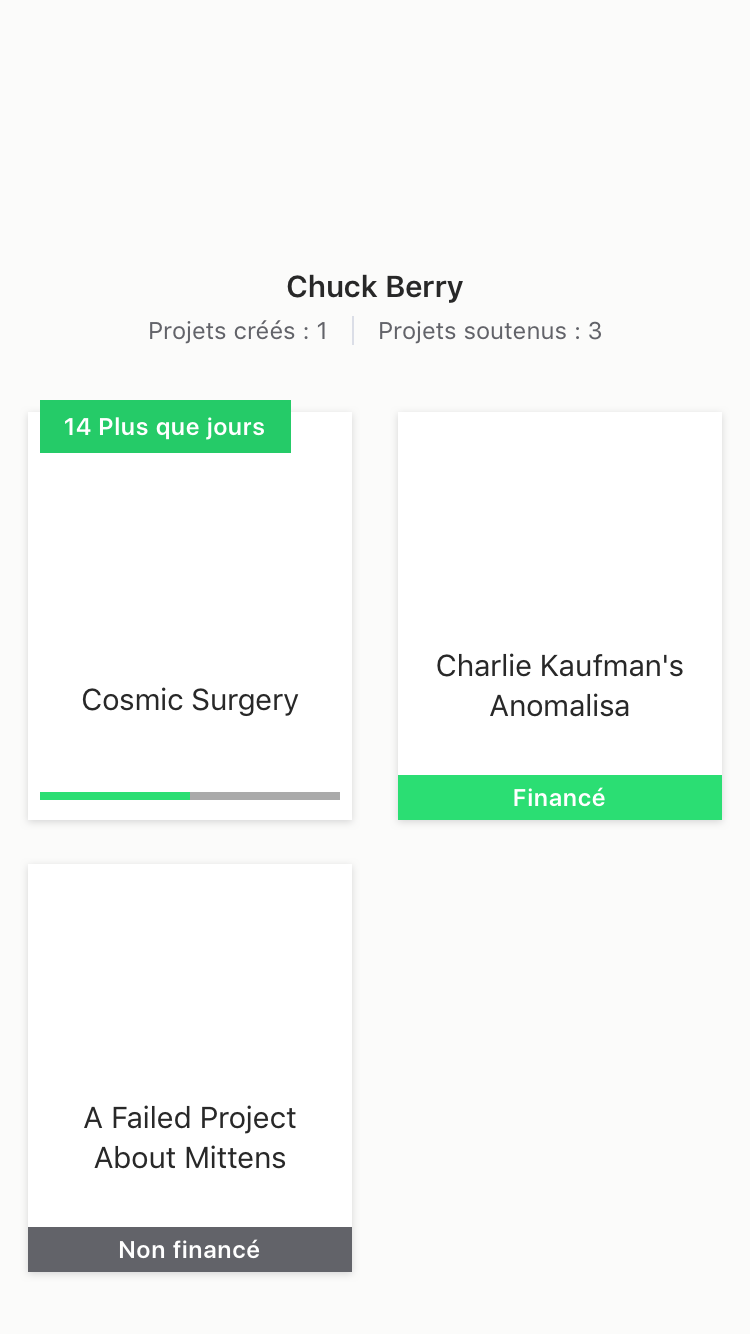 Chuck Berry
Projets créés : 1
Projets soutenus : 3
14 Plus que jours
Cosmic Surgery
Charlie Kaufman's
Anomalisa
Financé
A Failed Project
About Mittens
Non financé